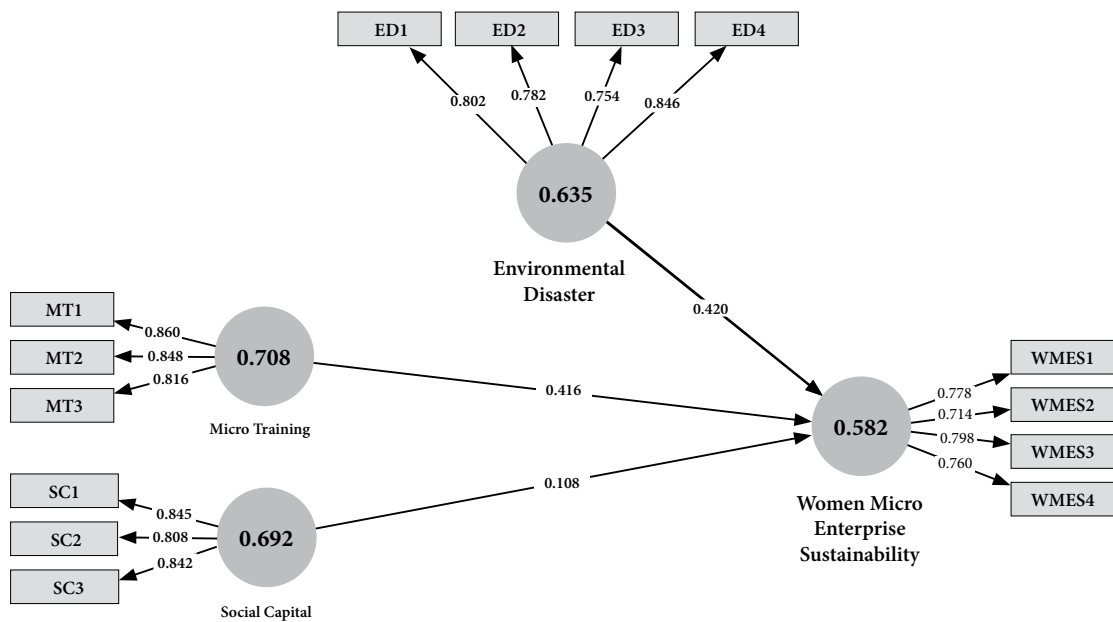 ED1
ED2
ED3
ED4
0.802
0.782
0.754
0.846
0.635
Environmental
Disaster
0.420
MT1
MT2
MT3
0.860
0.848
0.816
0.708
Micro Training
0.416
SC1
SC2
SC3
0.845
0.808
0.842
0.692
Social Capital
0.108
0.582
Women Micro
Enterprise
Sustainability
0.778
0.714
0.798
0.760
WMES1
WMES2
WMES3
WMES4